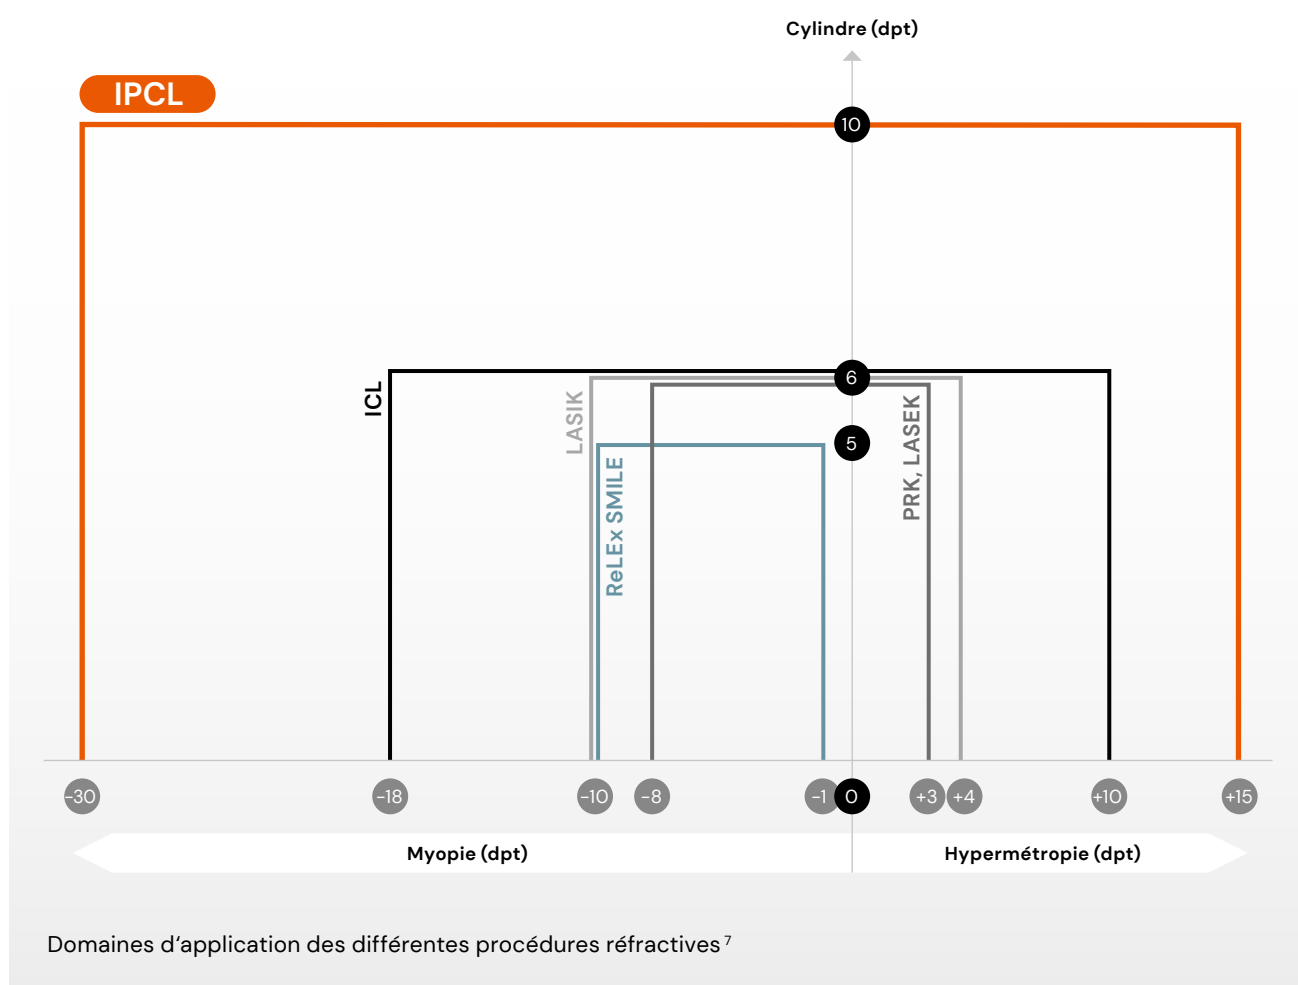 Cylindre (dpt)
IPCL
10
ICL
LASIK
6
PRK, LASEK
5
ReLEx SMILE
-30
-18
-10
-8
-1
0
+3
+4
+10
+15
Myopie (dpt)
Hypermétropie (dpt)
Domaines d‘application des différentes procédures réfractives ⁷